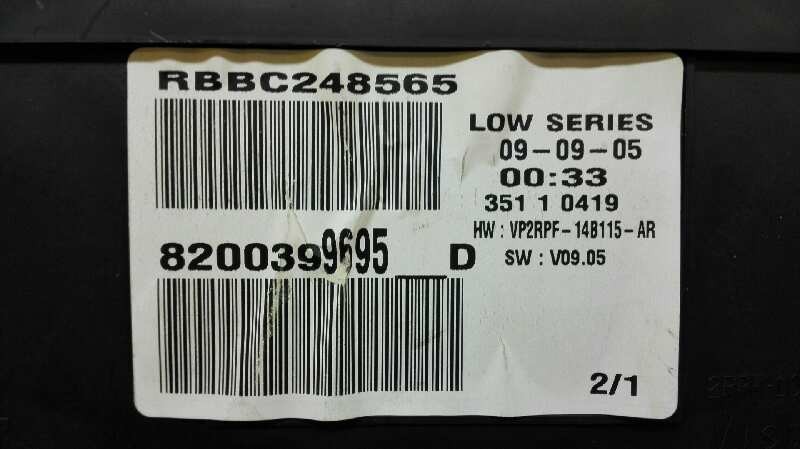 RBBC248565
LOW SERIES
09-09-05
00:33
351 1 0419
HW : VP2RPF-14B115-AR
SW : V09.05
8200399695__D
2/1